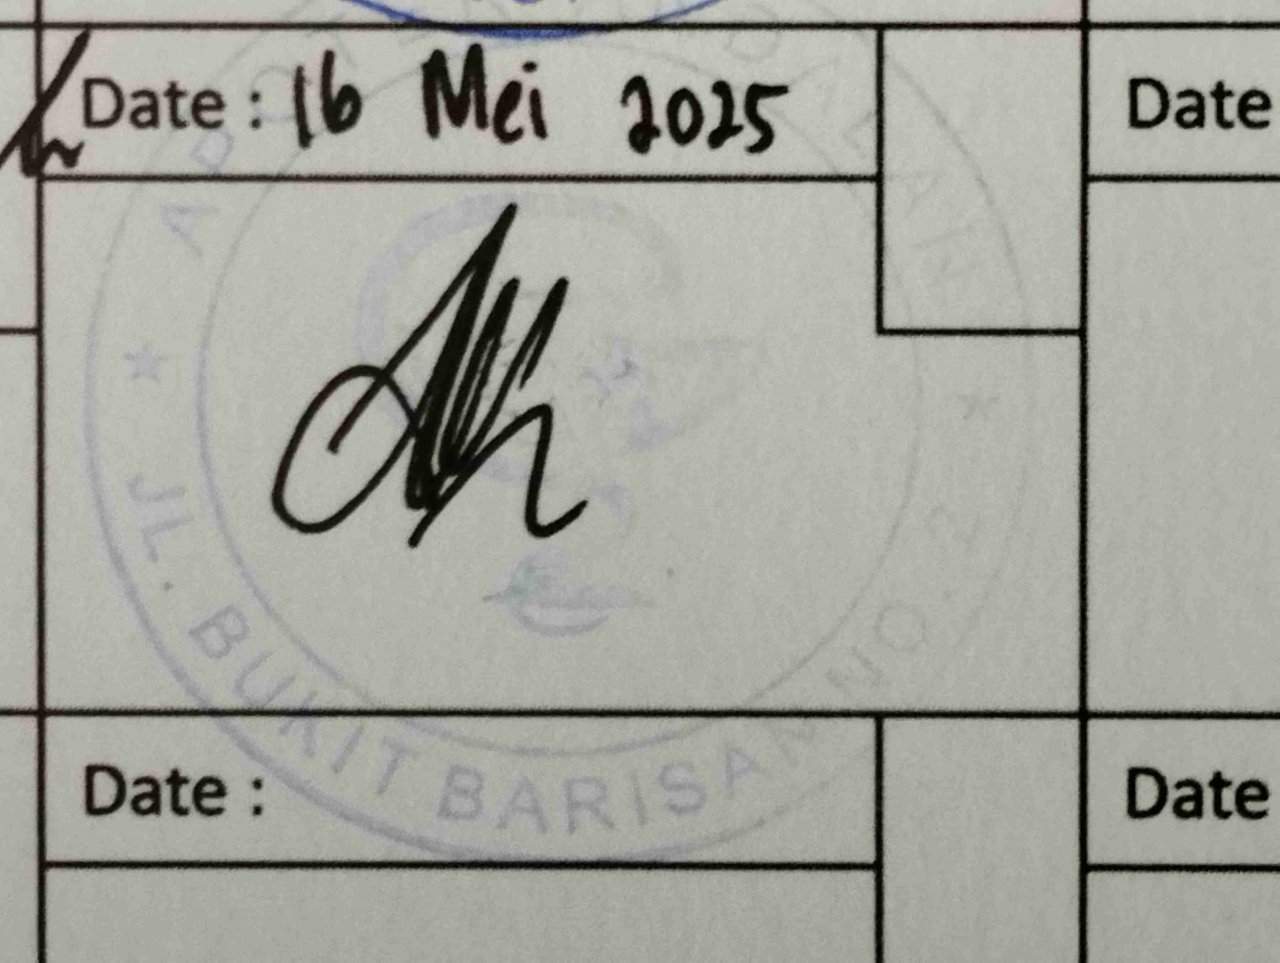 Date : 16 Mei 2025
Date
JL. BUKIT BARISAN NO. 2
Date :
Date